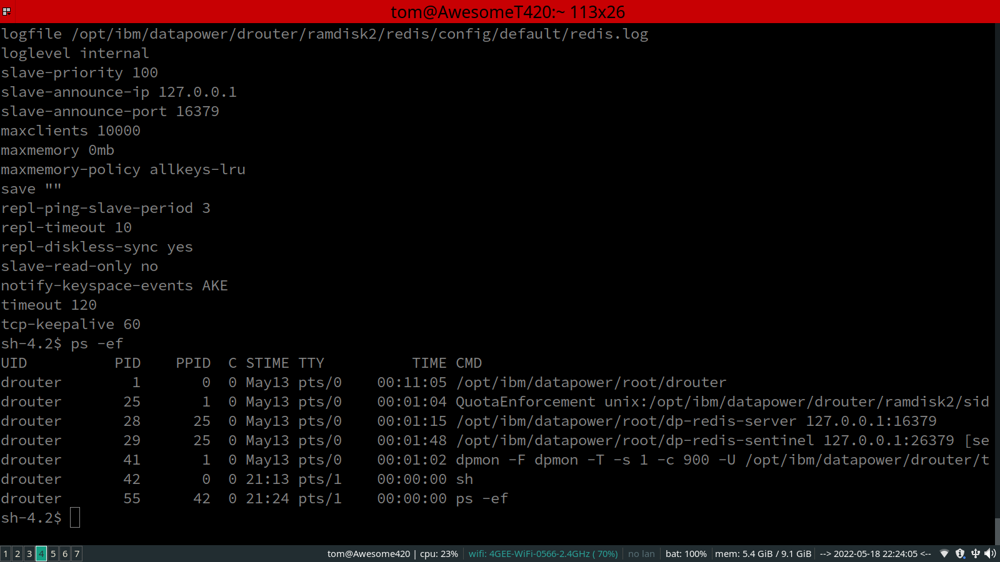 tom@AwesomeT420:~ 113x26
logfile /opt/ibm/datapower/drouter/ramdisk2/redis/config/default/redis.log
loglevel internal
slave-priority 100
slave-announce-ip 127.0.0.1
slave-announce-port 16379
maxclients 10000
maxmemory 0mb
maxmemory-policy allkeys-lru
save ""
repl-ping-slave-period 3
repl-timeout 10
repl-diskless-sync yes
slave-read-only no
notify-keyspace-events AKE
timeout 120
tcp-keepalive 60
sh-4.2$ ps -ef
UID          PID    PPID  C STIME TTY          TIME CMD
drouter        1       0  0 May13 pts/0    00:11:05 /opt/ibm/datapower/root/drouter
drouter       25       1  0 May13 pts/0    00:01:04 QuotaEnforcement unix:/opt/ibm/datapower/drouter/ramdisk2/sid
drouter       28      25  0 May13 pts/0    00:01:15 /opt/ibm/datapower/root/dp-redis-server 127.0.0.1:16379
drouter       29      25  0 May13 pts/0    00:01:48 /opt/ibm/datapower/root/dp-redis-sentinel 127.0.0.1:26379 [se
drouter       41       1  0 May13 pts/0    00:01:02 dpmon -F dpmon -T -s 1 -c 900 -U /opt/ibm/datapower/drouter/t
drouter       42       0  0 21:13 pts/1    00:00:00 sh
drouter       55      42  0 21:24 pts/1    00:00:00 ps -ef
sh-4.2$
1 2 3 4 5 6 7 tom@Awesome420 | cpu: 23% wifi: 4GEE-WiFi-0566-2.4GHz ( 70%) no lan bat: 100% mem: 5.4 GiB / 9.1 GiB --> 2022-05-18 22:24:05 <--